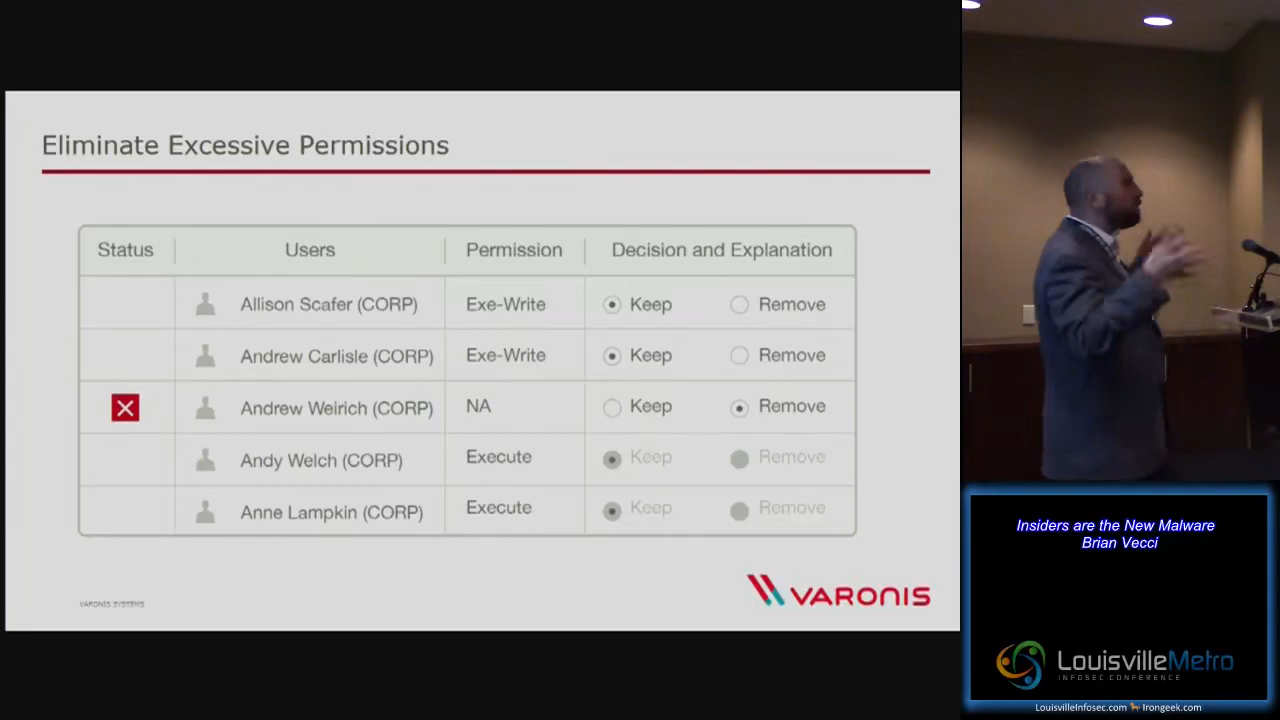 Eliminate Excessive Permissions
Status Users Permission Decision and Explanation
Allison Scafer (CORP) Exe-Write Keep Remove
Andrew Carlisle (CORP) Exe-Write Keep Remove
Andrew Weirich (CORP) NA Keep Remove
Andy Welch (CORP) Execute Keep Remove
Anne Lampkin (CORP) Execute Keep Remove
VARONIS SYSTEMS
VARONIS
Insiders are the New Malware
Brian Vecci
LouisvilleMetro
INFOSEC CONFERENCE
LouisvilleInfosec.com Irongeek.com